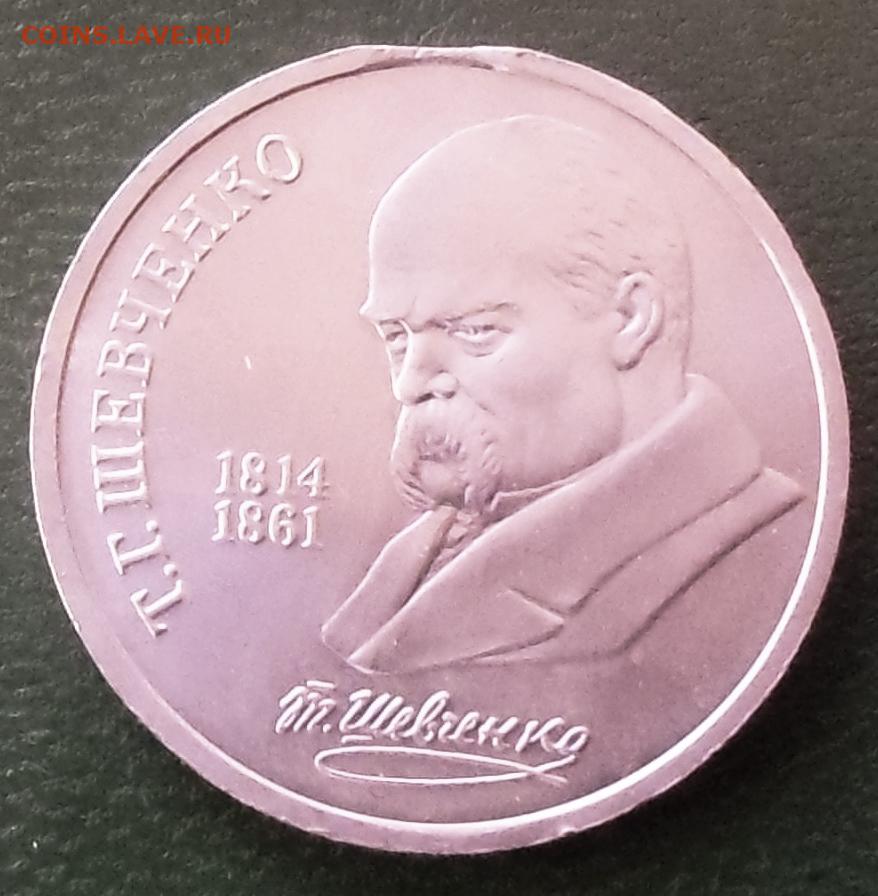 COINS.LAVE.RU
Т.Г. ШЕВЧЕНКО
1814
1861
Т. Шевченко